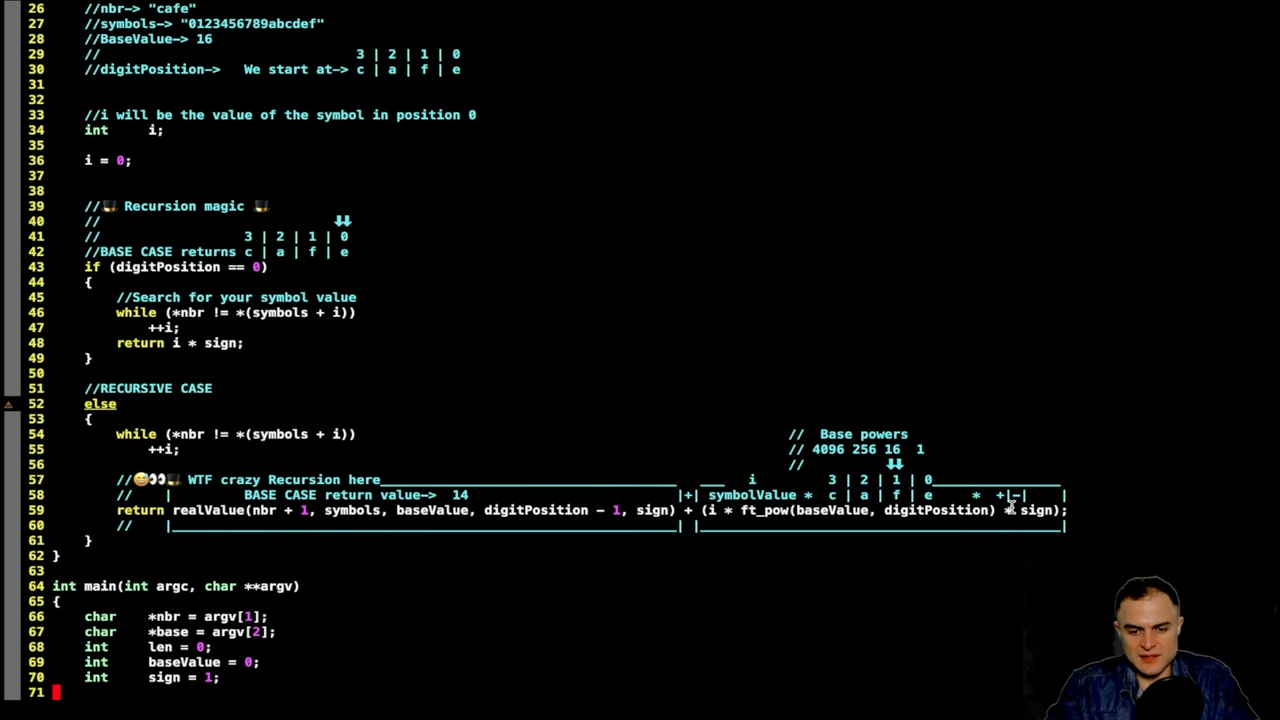 26 //nbr-> "cafe"
27 //symbols-> "0123456789abcdef"
28 //BaseValue-> 16
29 // 3 | 2 | 1 | 0
30 //digitPosition-> We start at-> c | a | f | e
31
32
33 //i will be the value of the symbol in position 0
34 int i;
35
36 i = 0;
37
38
39 //🎩 Recursion magic 🎩
40 // ⬇⬇
41 // 3 | 2 | 1 | 0
42 //BASE CASE returns c | a | f | e
43 if (digitPosition == 0)
44 {
45 //Search for your symbol value
46 while (*nbr != *(symbols + i))
47 ++i;
48 return i * sign;
49 }
50
51 //RECURSIVE CASE
52 else
53 {
54 while (*nbr != *(symbols + i)) // Base powers
55 ++i; // 4096 256 16 1
56 // ⬇⬇
57 //😅👀🎩 WTF crazy Recursion here_____________________________________ ___ i 3 | 2 | 1 | 0________________
58 // | BASE CASE return value-> 14 |+| symbolValue * c | a | f | e * +|-| |
59 return realValue(nbr + 1, symbols, baseValue, digitPosition - 1, sign) + (i * ft_pow(baseValue, digitPosition) * sign);
60 // |_______________________________________________________________| |______________________________________________|
61 }
62 }
63
64 int main(int argc, char **argv)
65 {
66 char *nbr = argv[1];
67 char *base = argv[2];
68 int len = 0;
69 int baseValue = 0;
70 int sign = 1;
71